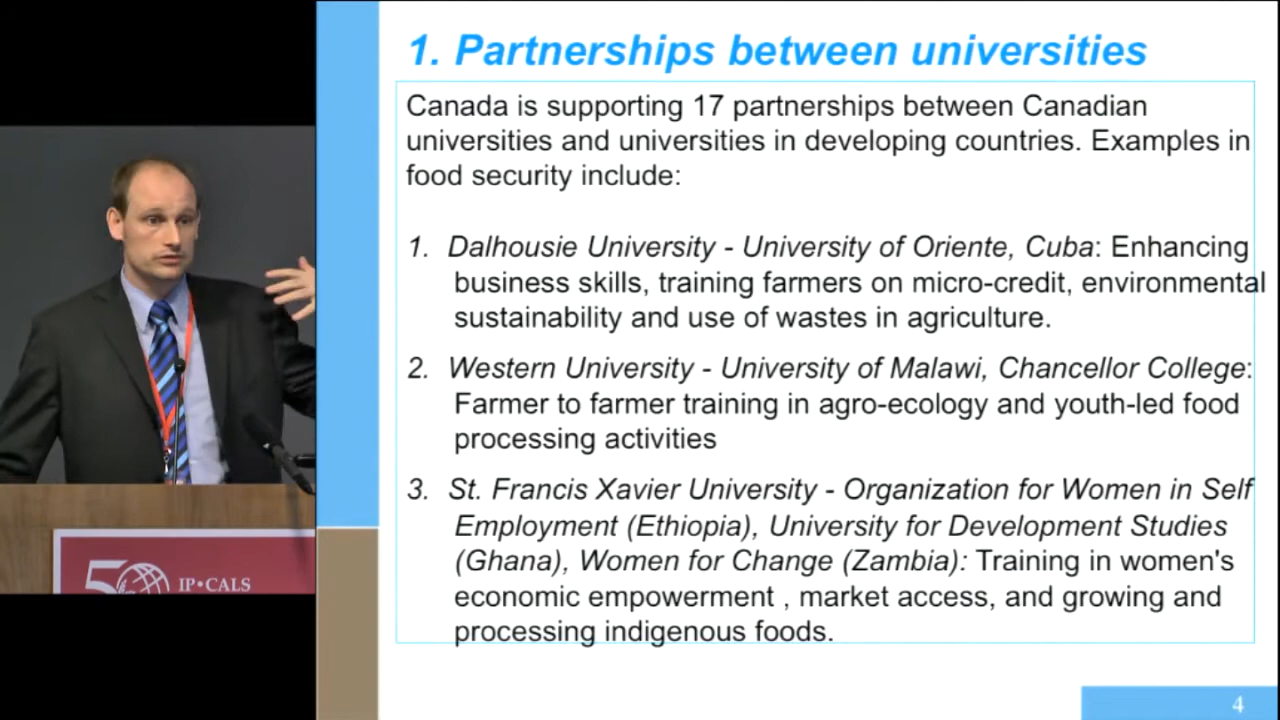 1. Partnerships between universities
Canada is supporting 17 partnerships between Canadian
universities and universities in developing countries. Examples in
food security include:
1. Dalhousie University - University of Oriente, Cuba: Enhancing
business skills, training farmers on micro-credit, environmental
sustainability and use of wastes in agriculture.
2. Western University - University of Malawi, Chancellor College:
Farmer to farmer training in agro-ecology and youth-led food
processing activities
3. St. Francis Xavier University - Organization for Women in Self
Employment (Ethiopia), University for Development Studies
(Ghana), Women for Change (Zambia): Training in women's
economic empowerment , market access, and growing and
processing indigenous foods.
50 IP•CALS
4